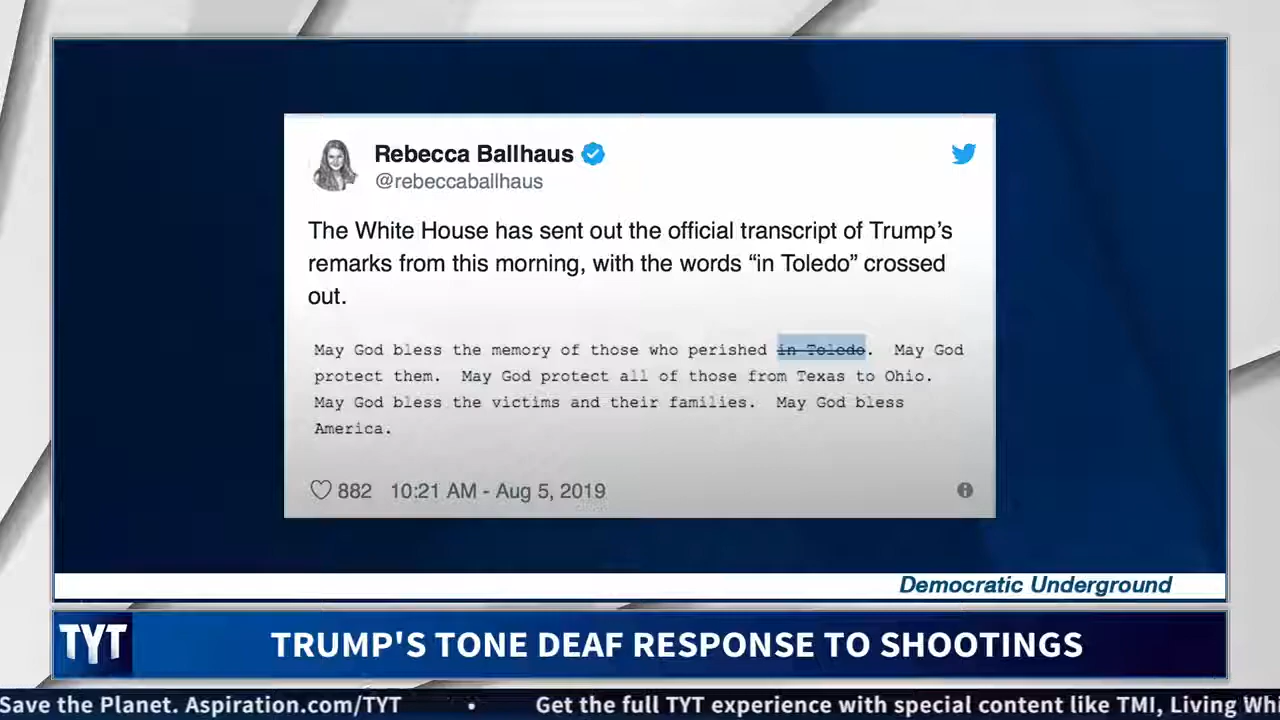 Rebecca Ballhaus
@rebeccaballhaus
The White House has sent out the official transcript of Trump’s
remarks from this morning, with the words “in Toledo” crossed
out.
May God bless the memory of those who perished in Toledo.  May God
protect them.  May God protect all of those from Texas to Ohio.
May God bless the victims and their families.  May God bless
America.
882 10:21 AM - Aug 5, 2019
Democratic Underground
TYT
TRUMP'S TONE DEAF RESPONSE TO SHOOTINGS
Save the Planet. Aspiration.com/TYT • Get the full TYT experience with special content like TMI, Living Whi